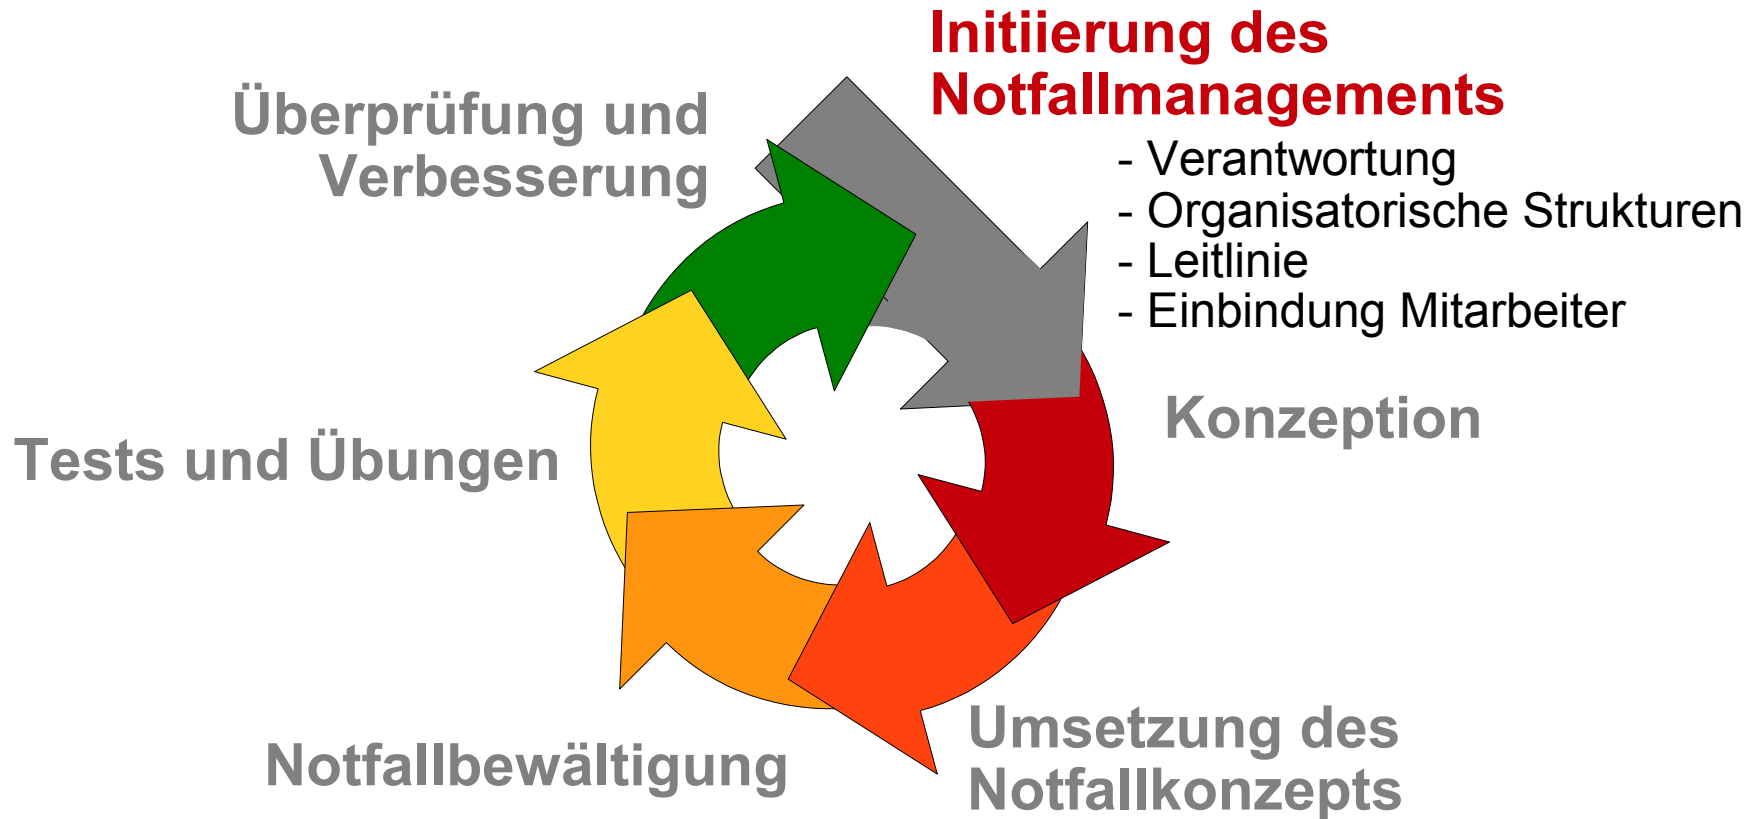 Initiierung des
Notfallmanagements
- Verantwortung
- Organisatorische Strukturen
- Leitlinie
- Einbindung Mitarbeiter
Konzeption
Umsetzung des
Notfallkonzepts
Notfallbewältigung
Tests und Übungen
Überprüfung und
Verbesserung